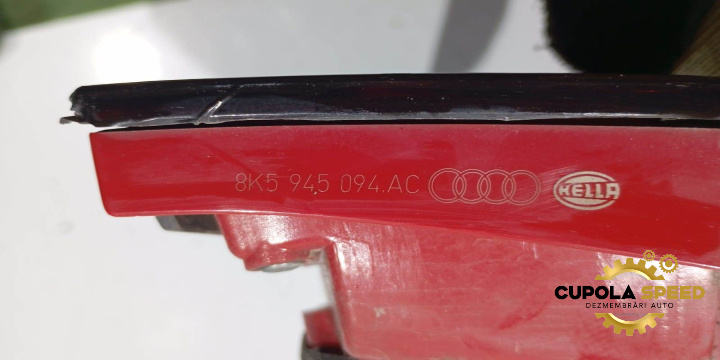 8K5 945 094.AC HELLA
CUPOLA SPEED
DEZMEMBRĂRI AUTO